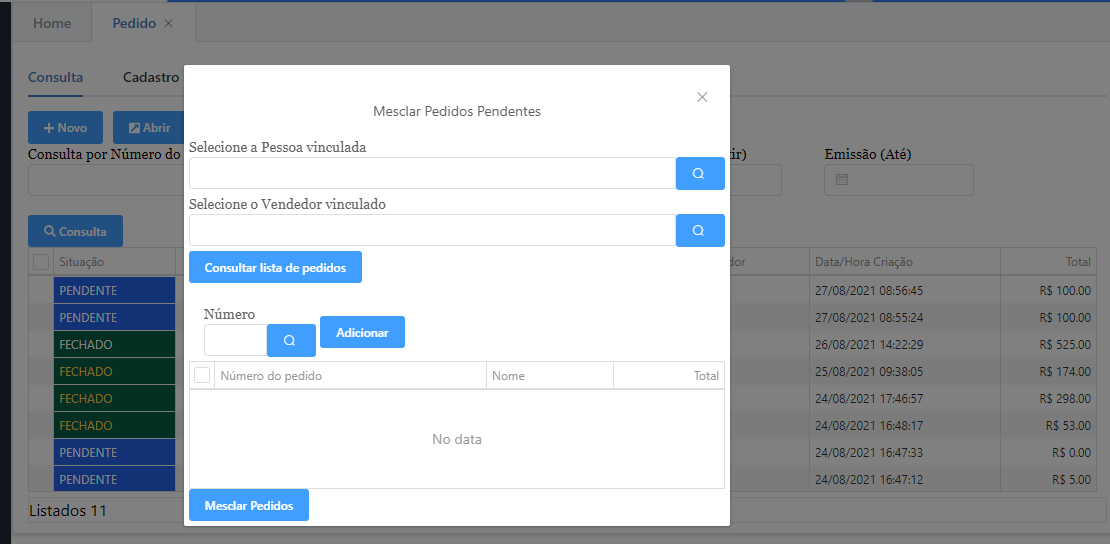 Home
Pedido ×
Consulta
Cadastro
Novo
Abrir
Consulta por Número do
ir)
Emissão (Até)
Consulta
Situação
dor
Data/Hora Criação
Total
PENDENTE
27/08/2021 08:56:45
R$ 100.00
PENDENTE
27/08/2021 08:55:24
R$ 100.00
FECHADO
26/08/2021 14:22:29
R$ 525.00
FECHADO
25/08/2021 09:38:05
R$ 174.00
FECHADO
24/08/2021 17:46:57
R$ 298.00
FECHADO
24/08/2021 16:48:17
R$ 53.00
PENDENTE
24/08/2021 16:47:33
R$ 0.00
PENDENTE
24/08/2021 16:47:12
R$ 5.00
Listados 11
Mesclar Pedidos Pendentes
Selecione a Pessoa vinculada
Selecione o Vendedor vinculado
Consultar lista de pedidos
Número
Adicionar
Número do pedido
Nome
Total
No data
Mesclar Pedidos